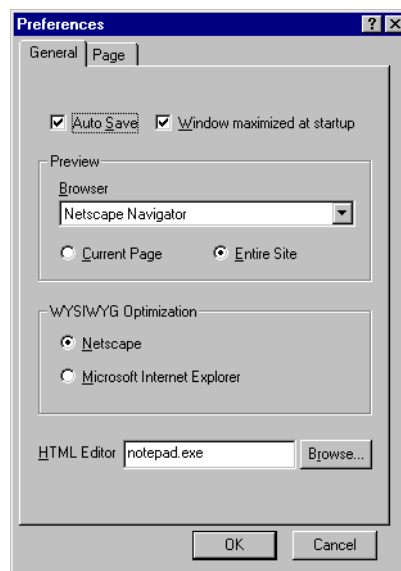 Preferences
General Page
Auto Save Window maximized at startup
Preview
Browser
Netscape Navigator
Current Page Entire Site
WYSIWYG Optimization
Netscape
Microsoft Internet Explorer
HTML Editor notepad.exe Browse...
OK Cancel